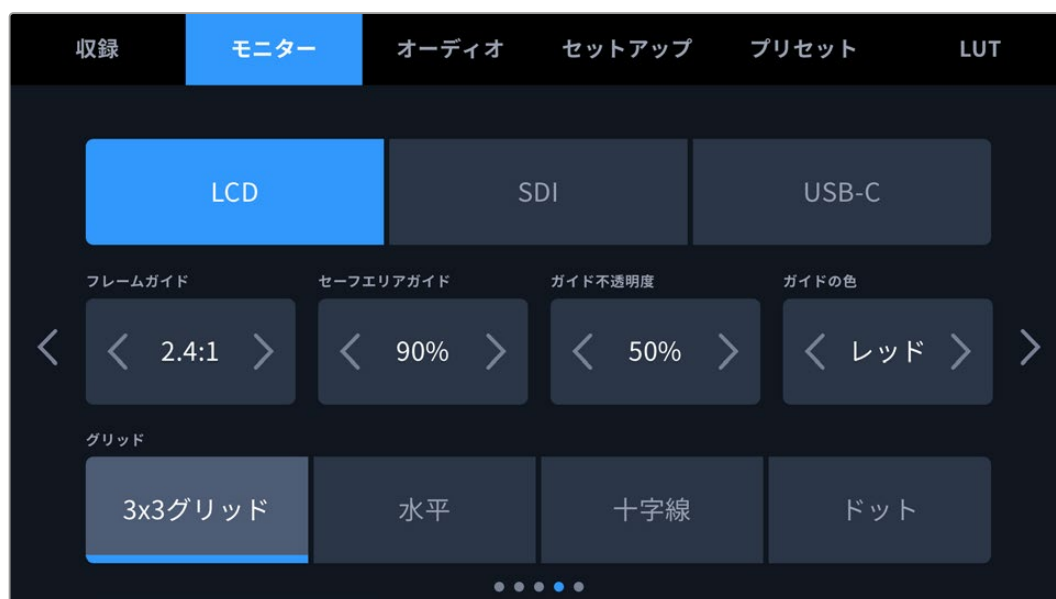 収録 モニター オーディオ セットアップ プリセット LUT
LCD SDI USB-C
フレームガイド セーフエリアガイド ガイド不透明度 ガイドの色
2.4:1 90% 50% レッド
グリッド
3x3グリッド 水平 十字線 ドット